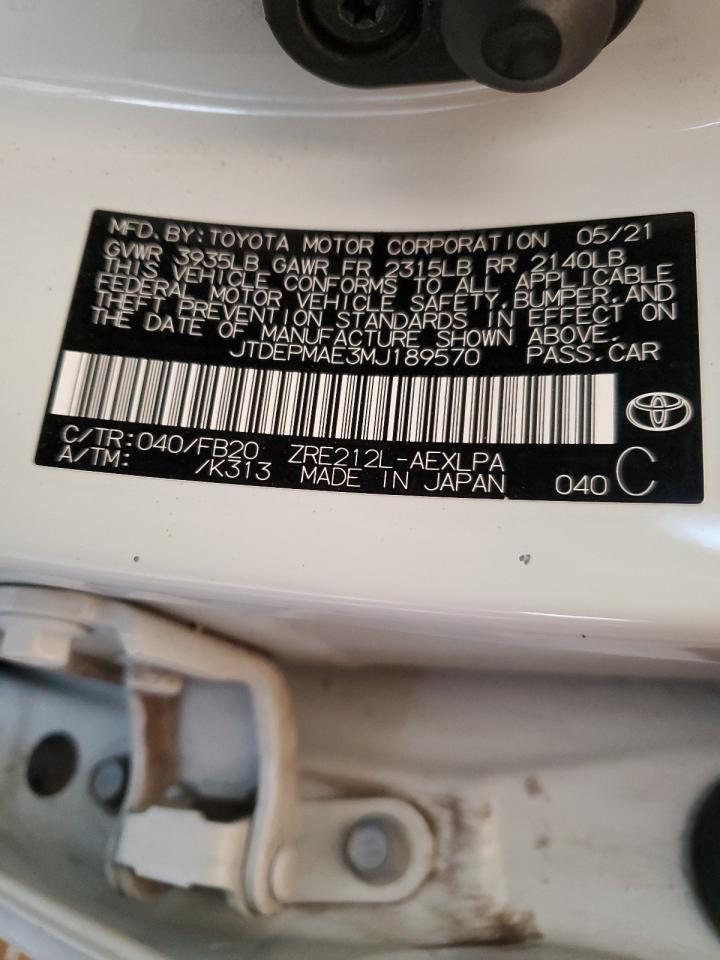 MFD. BY: TOYOTA MOTOR CORPORATION 05/21
GVWR 3935LB GAWR FR 2315LB RR 2140LB
THIS VEHICLE CONFORMS TO ALL APPLICABLE
FEDERAL MOTOR VEHICLE SAFETY, BUMPER, AND
THEFT PREVENTION STANDARDS IN EFFECT ON
THE DATE OF MANUFACTURE SHOWN ABOVE.
JTDEPMAE3MJ189570 PASS. CAR
C/TR: 040/FB20 ZRE212L-AEXLPA
A/TM: /K313 MADE IN JAPAN 040 C